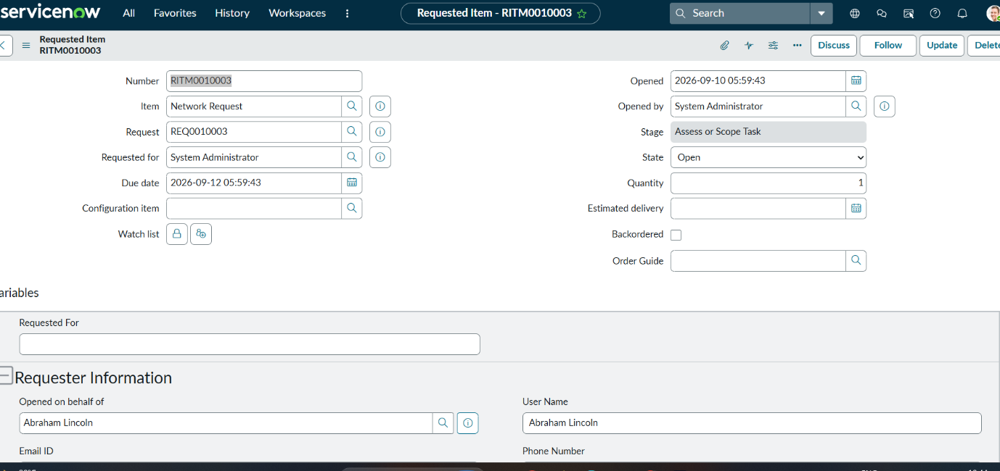 servicenow All Favorites History Workspaces Requested Item - RITM0010003 Search
Requested Item
RITM0010003
Discuss Follow Update Delete
Number RITM0010003
Opened 2026-09-10 05:59:43
Item Network Request
Opened by System Administrator
Request REQ0010003
Stage Assess or Scope Task
Requested for System Administrator
State Open
Due date 2026-09-12 05:59:43
Quantity 1
Configuration item
Estimated delivery
Watch list
Backordered
Order Guide
ariables
Requested For
Requester Information
Opened on behalf of
User Name
Abraham Lincoln
Abraham Lincoln
Email ID
Phone Number